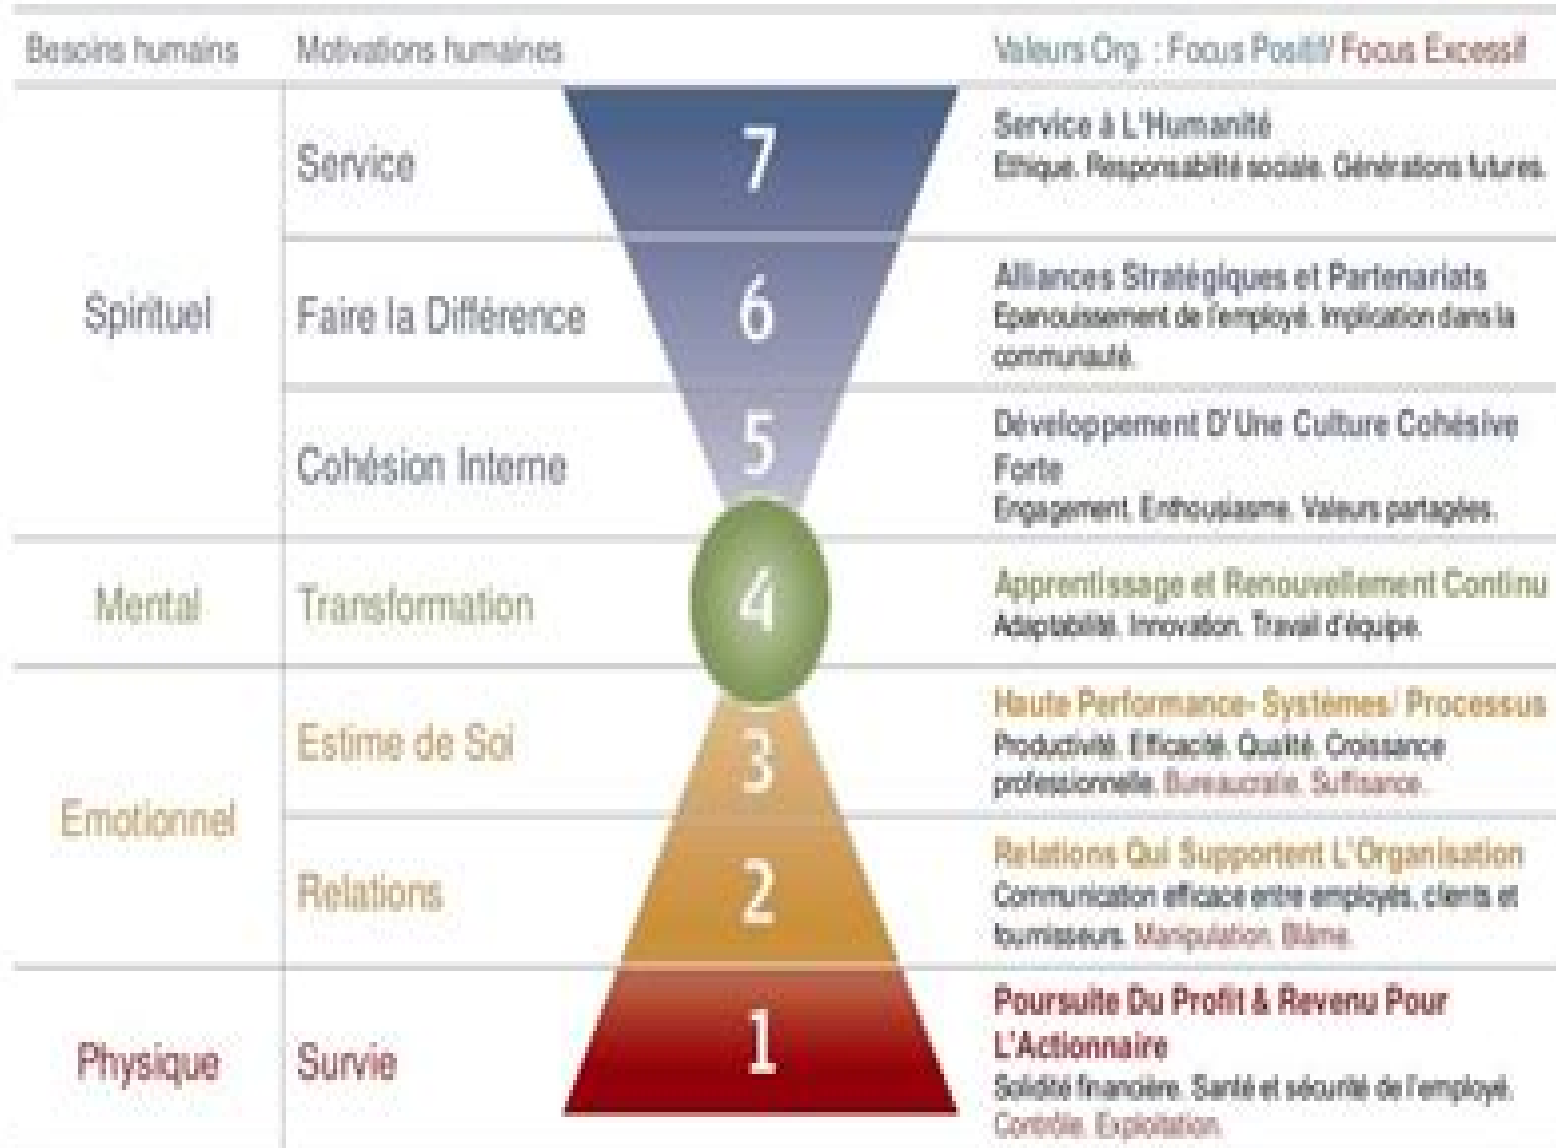 Besoins humains
Motivations humaines
Valeurs Org. : Focus Positif/ Focus Excessif
Spirituel
Service
7
Service à L'Humanité
Ethique. Responsabilité sociale. Générations futures.
Faire la Différence
6
Alliances Stratégiques et Partenariats
Epanouissement de l'employé. Implication dans la
communauté.
Cohésion Interne
5
Développement D'Une Culture Cohésive
Forte
Engagement. Enthousiasme. Valeurs partagées.
Mental
Transformation
4
Apprentissage et Renouvellement Continu
Adaptabilité. Innovation. Travail d'équipe.
Emotionnel
Estime de Soi
3
Haute Performance- Systèmes/ Processus
Productivité. Efficacité. Qualité. Croissance
professionnelle. Bureaucratie. Suffisance.
Relations
2
Relations Qui Supportent L'Organisation
Communication efficace entre employés, clients et
fournisseurs. Manipulation. Blâme.
Physique
Survie
1
Poursuite Du Profit & Revenu Pour
L'Actionnaire
Solidité financière. Santé et sécurité de l'employé.
Contrôle. Exploitation.